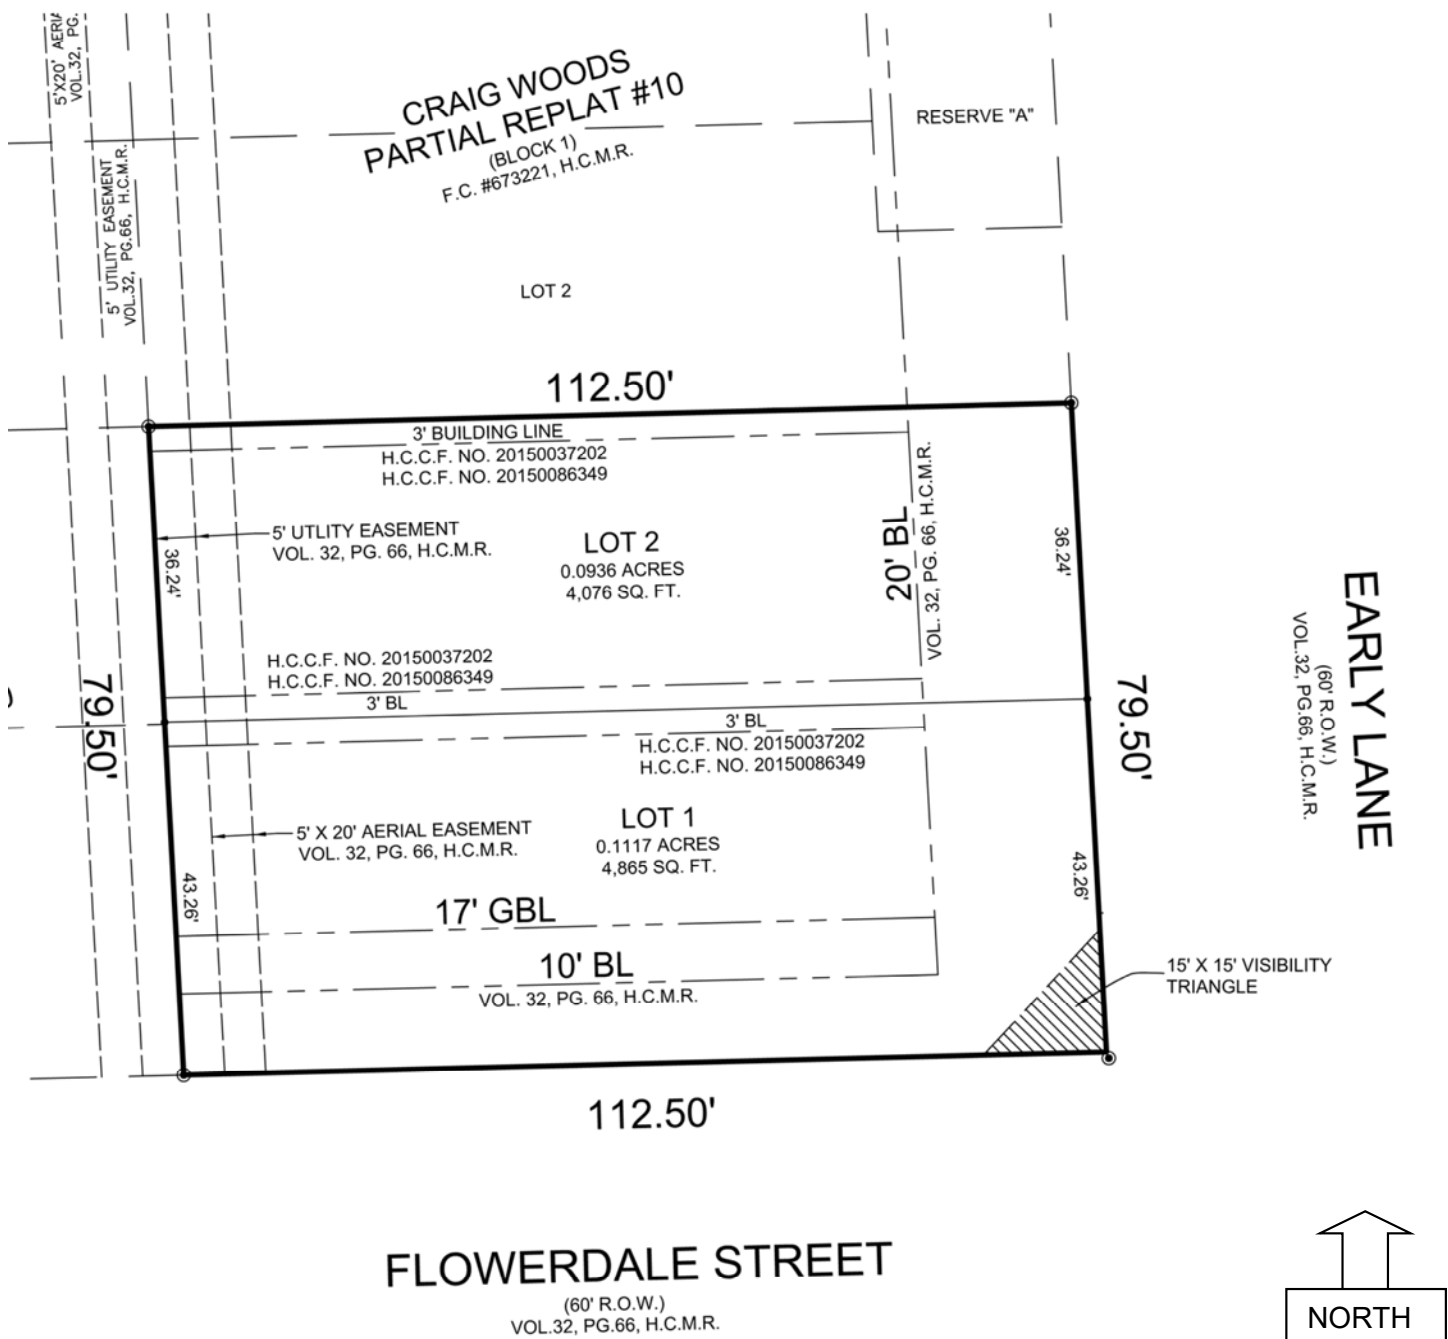 5'X20' AERIA
VOL.32, PG.
CRAIG WOODS
PARTIAL REPLAT #10
(BLOCK 1)
F.C. #673221, H.C.M.R.
RESERVE "A"
5' UTILITY EASEMENT
VOL.32, PG.66, H.C.M.R.
LOT 2
112.50'
3' BUILDING LINE
H.C.C.F. NO. 20150037202
H.C.C.F. NO. 20150086349
5' UTLITY EASEMENT
VOL. 32, PG. 66, H.C.M.R.
36.24'
LOT 2
0.0936 ACRES
4,076 SQ. FT.
20' BL
VOL. 32, PG. 66, H.C.M.R.
36.24'
EARLY LANE
(60' R.O.W.)
VOL.32, PG.66, H.C.M.R.
H.C.C.F. NO. 20150037202
H.C.C.F. NO. 20150086349
3' BL
79.50'
79.50'
3' BL
H.C.C.F. NO. 20150037202
H.C.C.F. NO. 20150086349
5' X 20' AERIAL EASEMENT
VOL. 32, PG. 66, H.C.M.R.
LOT 1
0.1117 ACRES
4,865 SQ. FT.
43.26'
43.26'
17' GBL
10' BL
VOL. 32, PG. 66, H.C.M.R.
15' X 15' VISIBILITY
TRIANGLE
112.50'
FLOWERDALE STREET
(60' R.O.W.)
VOL.32, PG.66, H.C.M.R.
NORTH